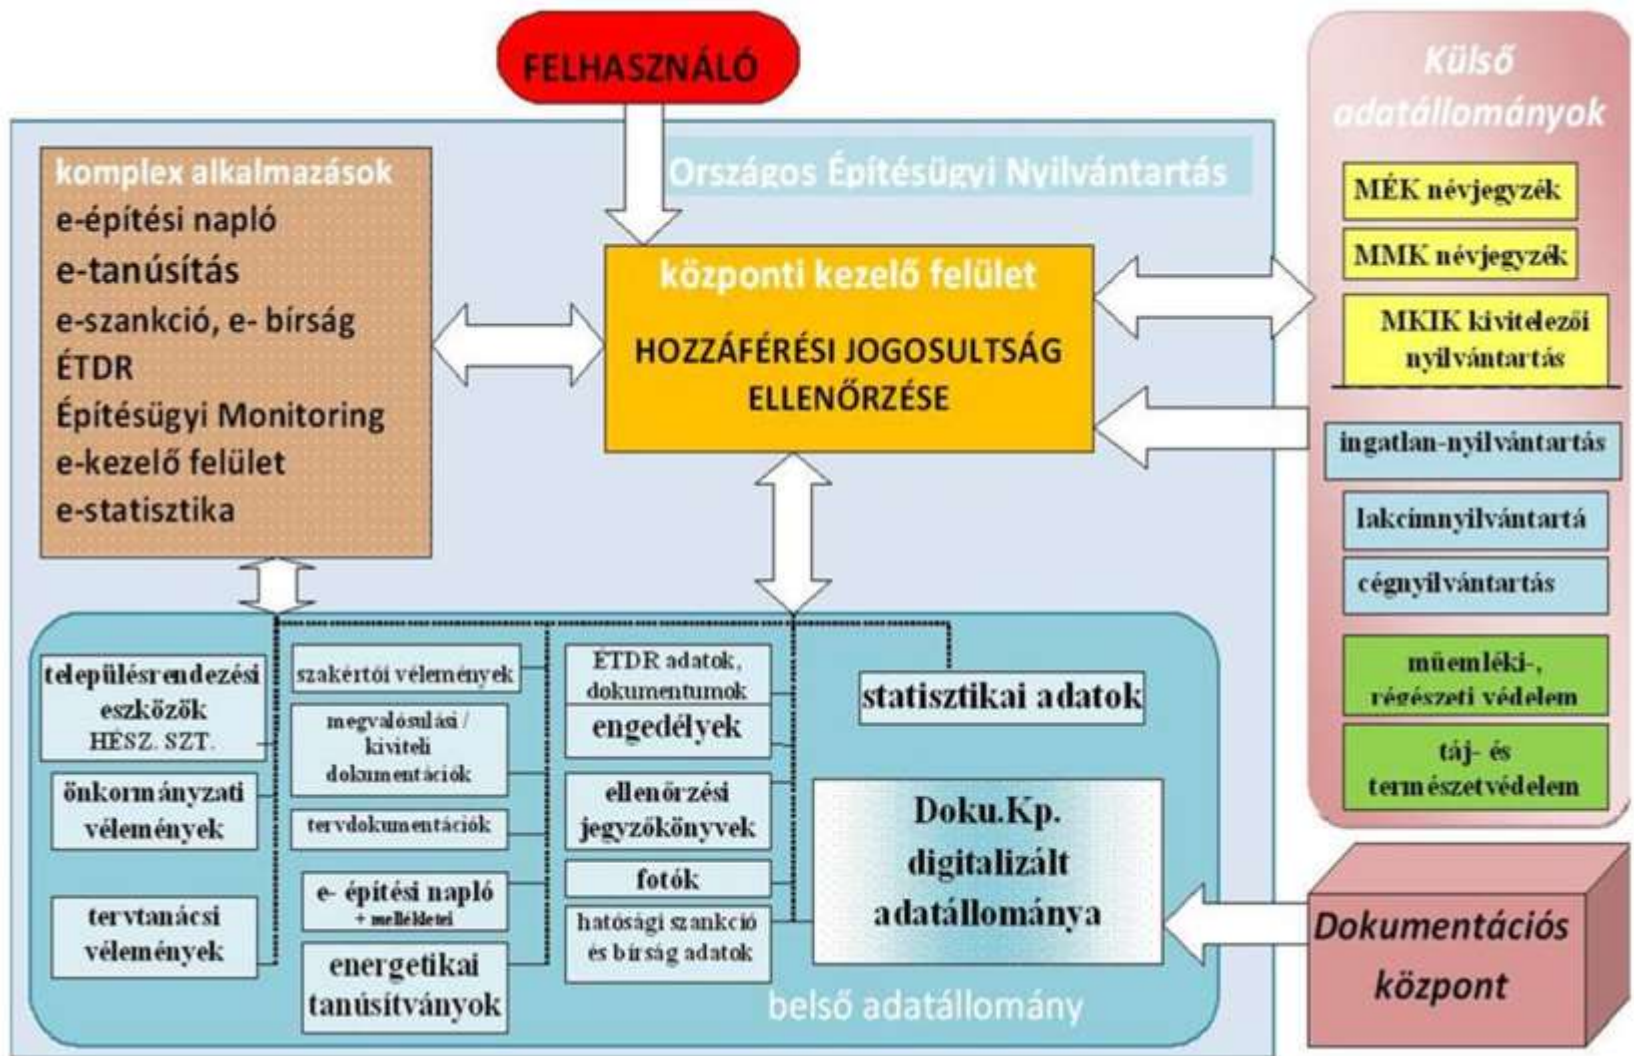 FELHASZNÁLÓ
Országos Építésügyi Nyilvántartás
komplex alkalmazások
e-építési napló
e-tanúsítás
e-szankció, e- bírság
ÉTDR
Építésügyi Monitoring
e-kezelő felület
e-statisztika
központi kezelő felület
HOZZÁFÉRÉSI JOGOSULTSÁG
ELLENŐRZÉSE
Külső
adatállományok
MÉK névjegyzék
MMK névjegyzék
MKIK kivitelezői
nyilvántartás
ingatlan-nyilvántartás
lakcímnyilvántartá
cégnyilvántartás
műemléki-,
régészeti védelem
táj- és
természetvédelem
településrendezési
eszközök
HÉSZ. SZT.
önkormányzati
vélemények
tervtanácsi
vélemények
szakértői vélemények
megvalósulási /
kiviteli
dokumentációk
tervdokumentációk
e- építési napló
+ mellékletei
energetikai
tanúsítványok
ÉTDR adatok,
dokumentumok
engedélyek
ellenőrzési
jegyzőkönyvek
fotók
hatósági szankció
és bírság adatok
statisztikai adatok
Doku.Kp.
digitalizált
adatállománya
belső adatállomány
Dokumentációs
központ